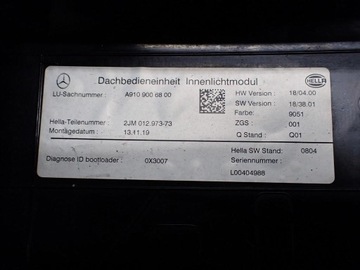 Dachbedieneinheit Innenlichtmodul
HELLA
LU-Sachnummer: A910 900 68 00
HW Version : 18/04.00
SW Version : 18/38.01
Farbe: 9051
Hella-Teilenummer : 2JM 012.973-73
ZGS : 001
Montagedatum : 13.11.19
Q Stand : Q01
Hella SW Stand: 0804
Diagnose ID bootloader : 0X3007
Seriennummer :
L00404988